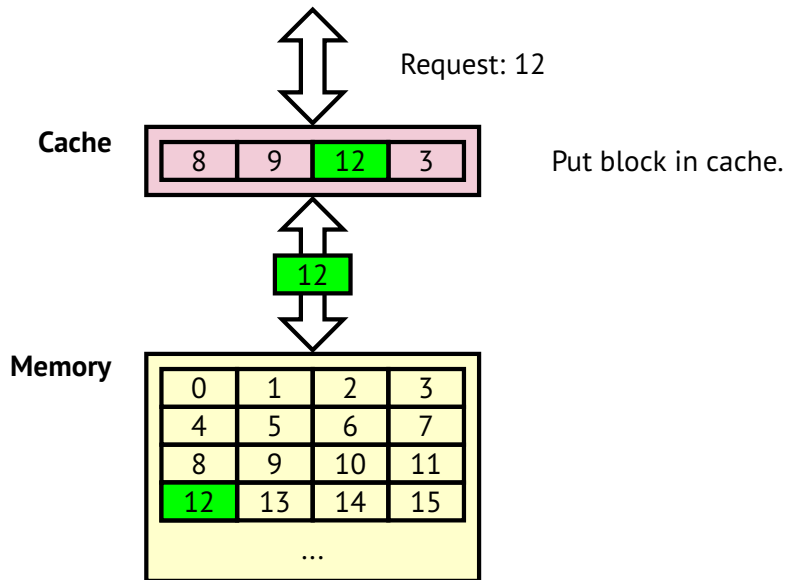 Request: 12
Cache
8 9 12 3
Put block in cache.
12
Memory
0 1 2 3
4 5 6 7
8 9 10 11
12 13 14 15
...